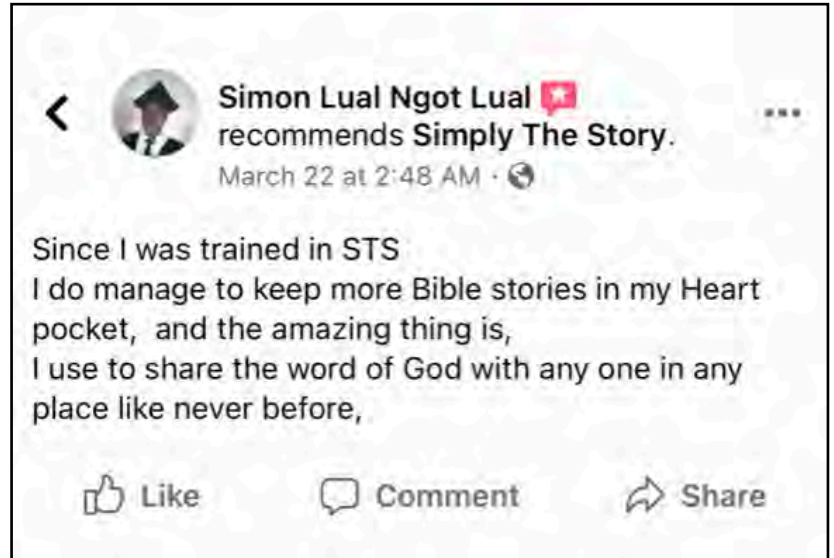 Simon Lual Ngot Lual
recommends Simply The Story.
March 22 at 2:48 AM ·
Since I was trained in STS
I do manage to keep more Bible stories in my Heart
pocket,  and the amazing thing is,
I use to share the word of God with any one in any
place like never before,
Like Comment Share